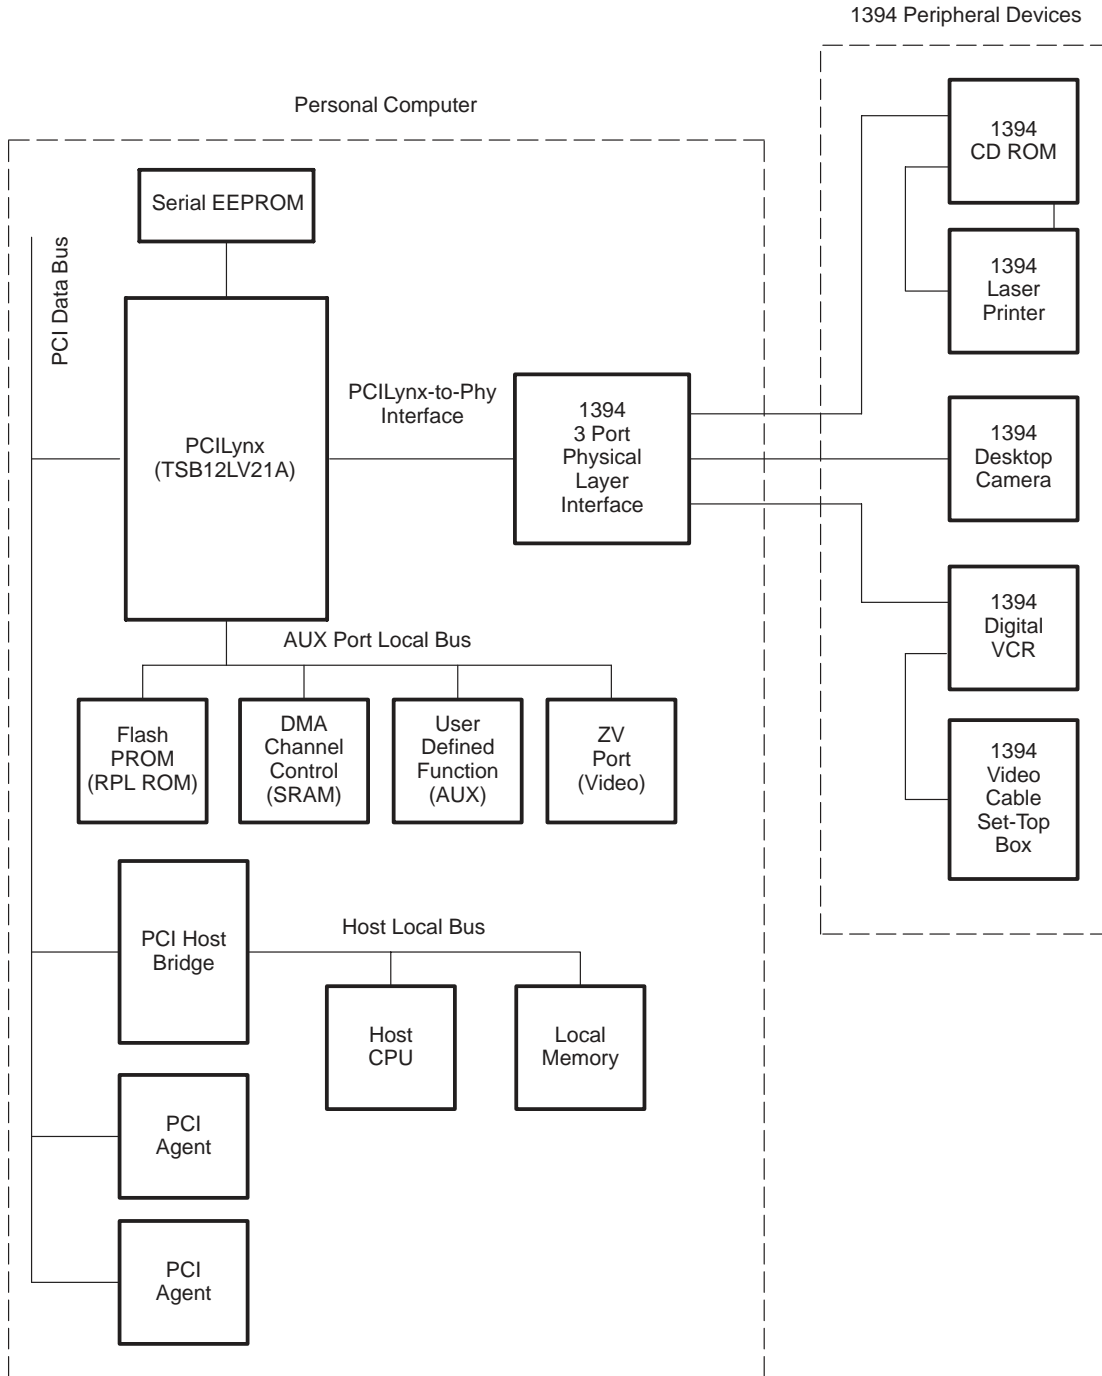 1394 Peripheral Devices
Personal Computer
1394
CD ROM
Serial EEPROM
PCI Data Bus
1394
Laser
Printer
PCILynx
(TSB12LV21A)
PCILynx-to-Phy
Interface
1394
3 Port
Physical
Layer
Interface
1394
Desktop
Camera
1394
Digital
VCR
AUX Port Local Bus
Flash
PROM
(RPL ROM)
DMA
Channel
Control
(SRAM)
User
Defined
Function
(AUX)
ZV
Port
(Video)
1394
Video
Cable
Set-Top
Box
PCI Host
Bridge
Host Local Bus
Host
CPU
Local
Memory
PCI
Agent
PCI
Agent